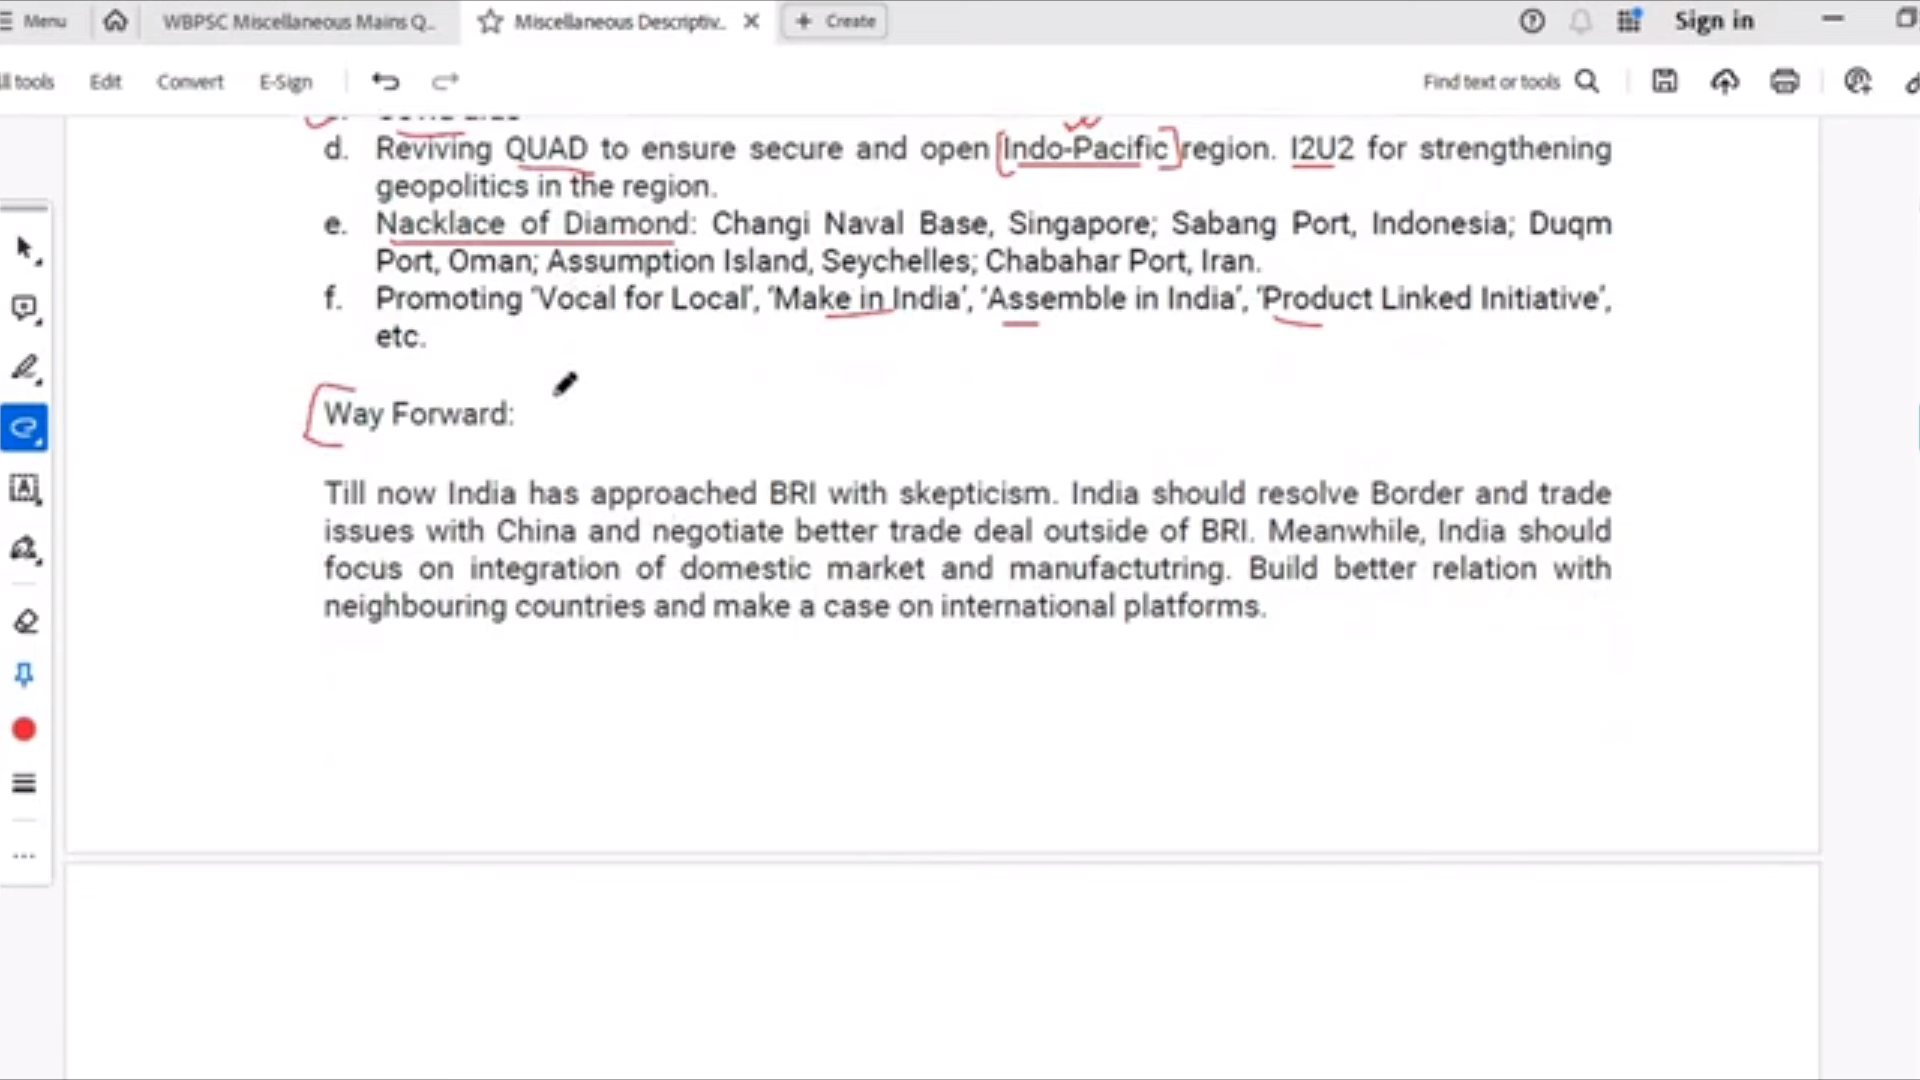 Menu
WBPSC Miscellaneous Mains Q...
Miscellaneous Descriptiv...
Create
Sign in
ll tools
Edit
Convert
E-Sign
Find text or tools
d. Reviving QUAD to ensure secure and open Indo-Pacific region. I2U2 for strengthening
geopolitics in the region.
e. Nacklace of Diamond: Changi Naval Base, Singapore; Sabang Port, Indonesia; Duqm
Port, Oman; Assumption Island, Seychelles; Chabahar Port, Iran.
f. Promoting ‘Vocal for Local’, ‘Make in India’, ‘Assemble in India’, ‘Product Linked Initiative’,
etc.
Way Forward:
Till now India has approached BRI with skepticism. India should resolve Border and trade
issues with China and negotiate better trade deal outside of BRI. Meanwhile, India should
focus on integration of domestic market and manufactutring. Build better relation with
neighbouring countries and make a case on international platforms.